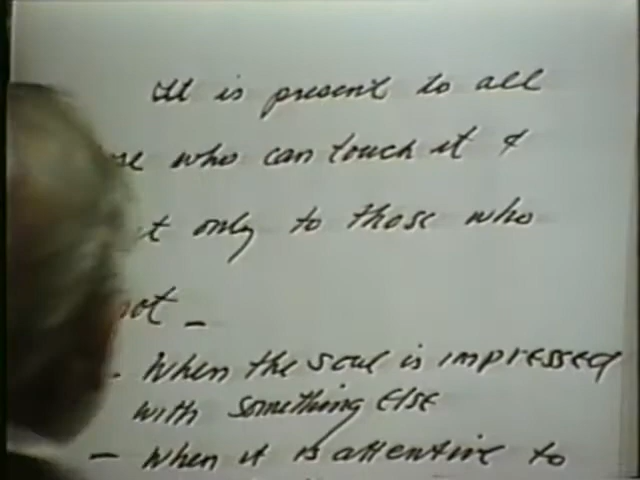 It is present to all
se who can touch it &
t only to those who
not –
- When the soul is impressed
with something Else
– When it is attentive to